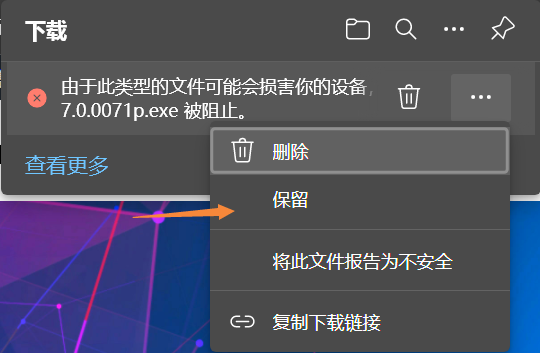 下载
由于此类型的文件可能会损害你的设备，
7.0.0071p.exe 被阻止。
查看更多
删除
保留
将此文件报告为不安全
复制下载链接